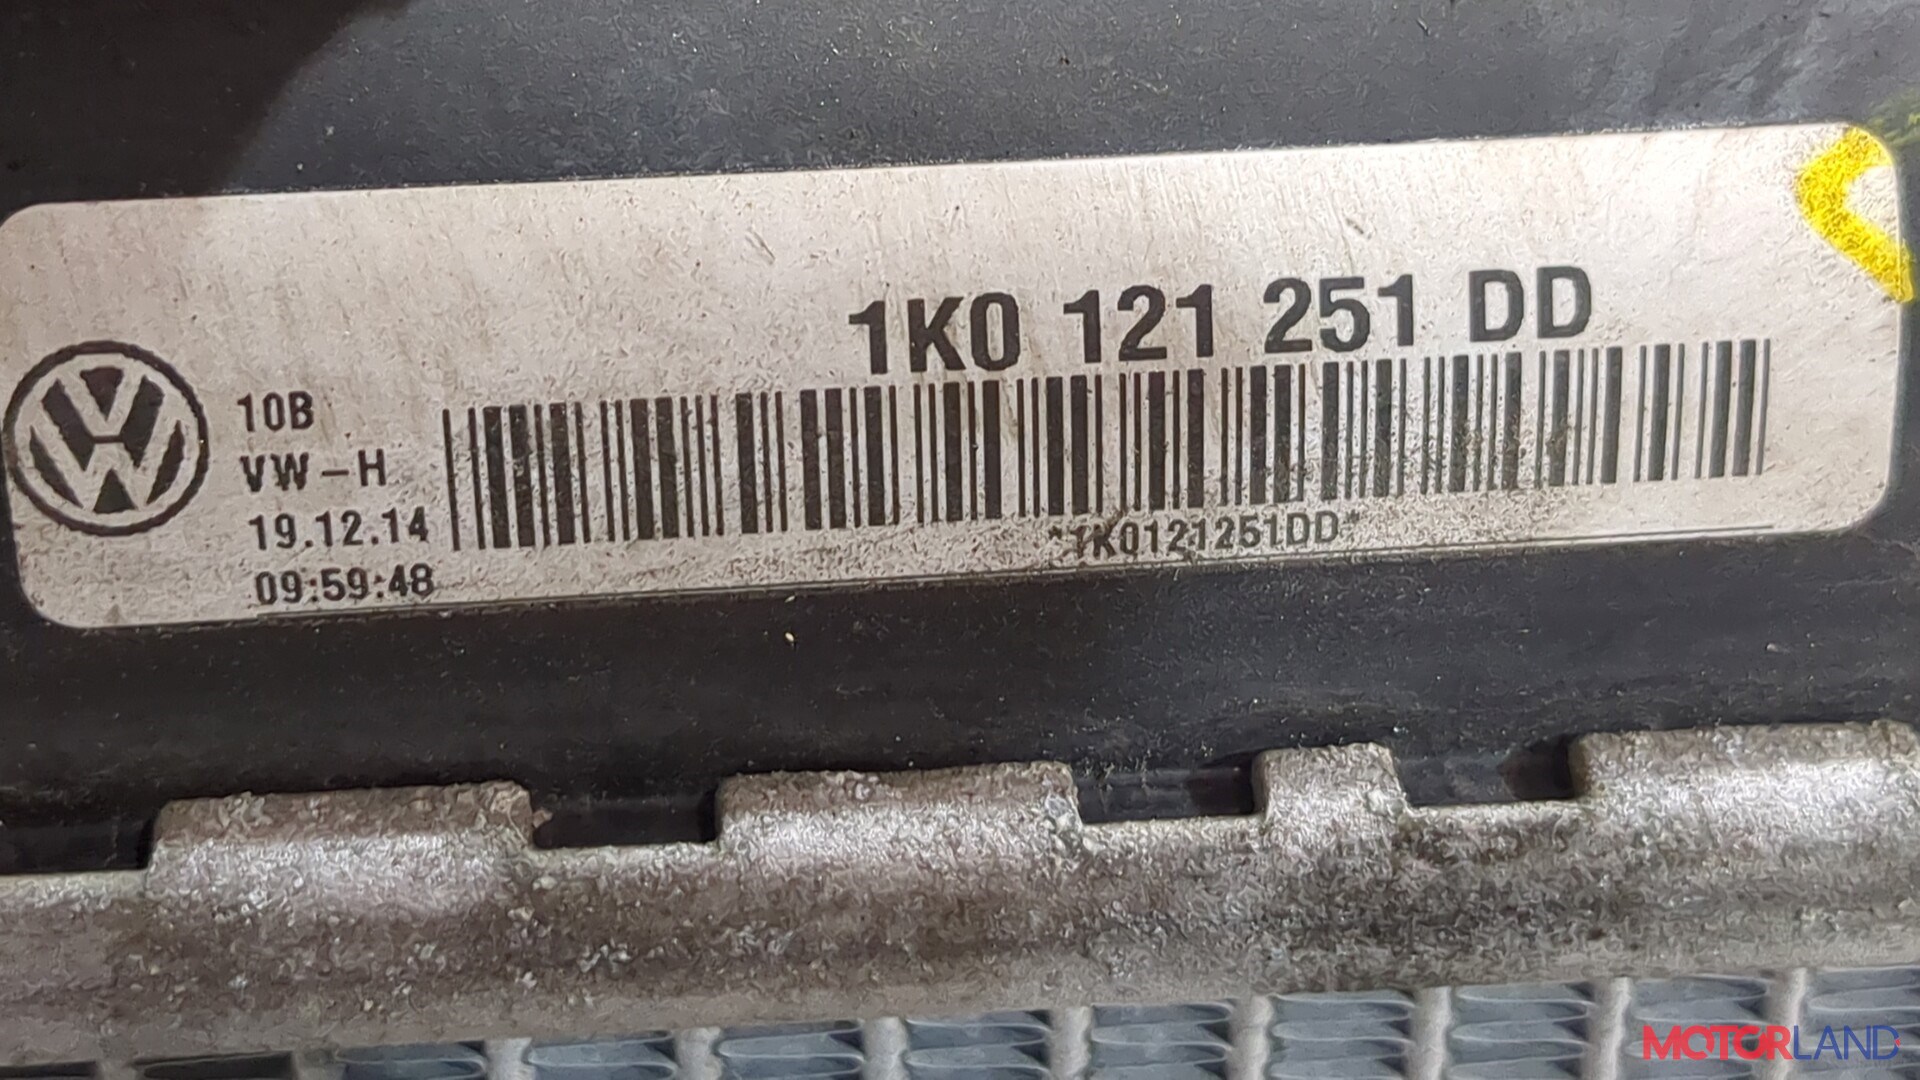 1K0 121 251 DD
10B
VW-H
19.12.14
09:59:48
*1K0121251DD*
MOTORLAND